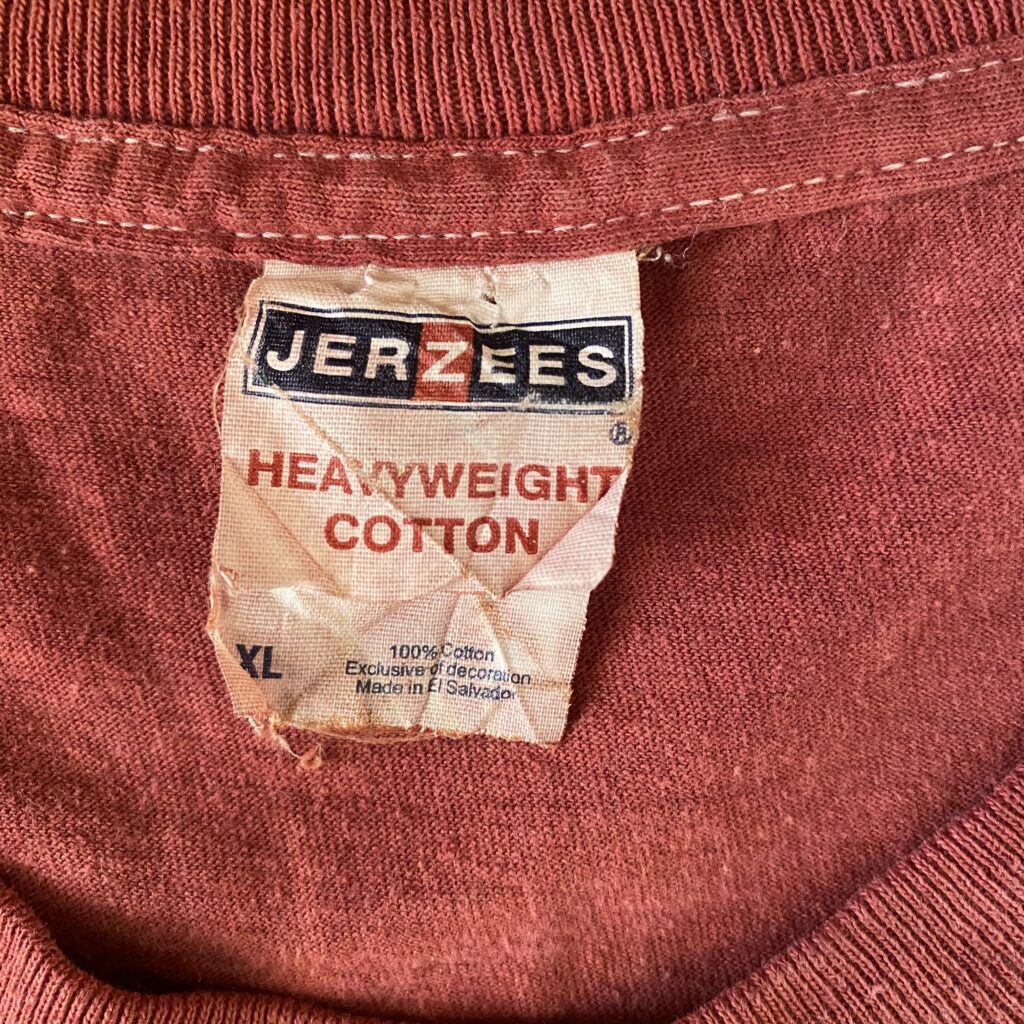 JERZEES
®
HEAVYWEIGHT
COTTON
XL
100% Cotton
Exclusive of decoration
Made in El Salvador